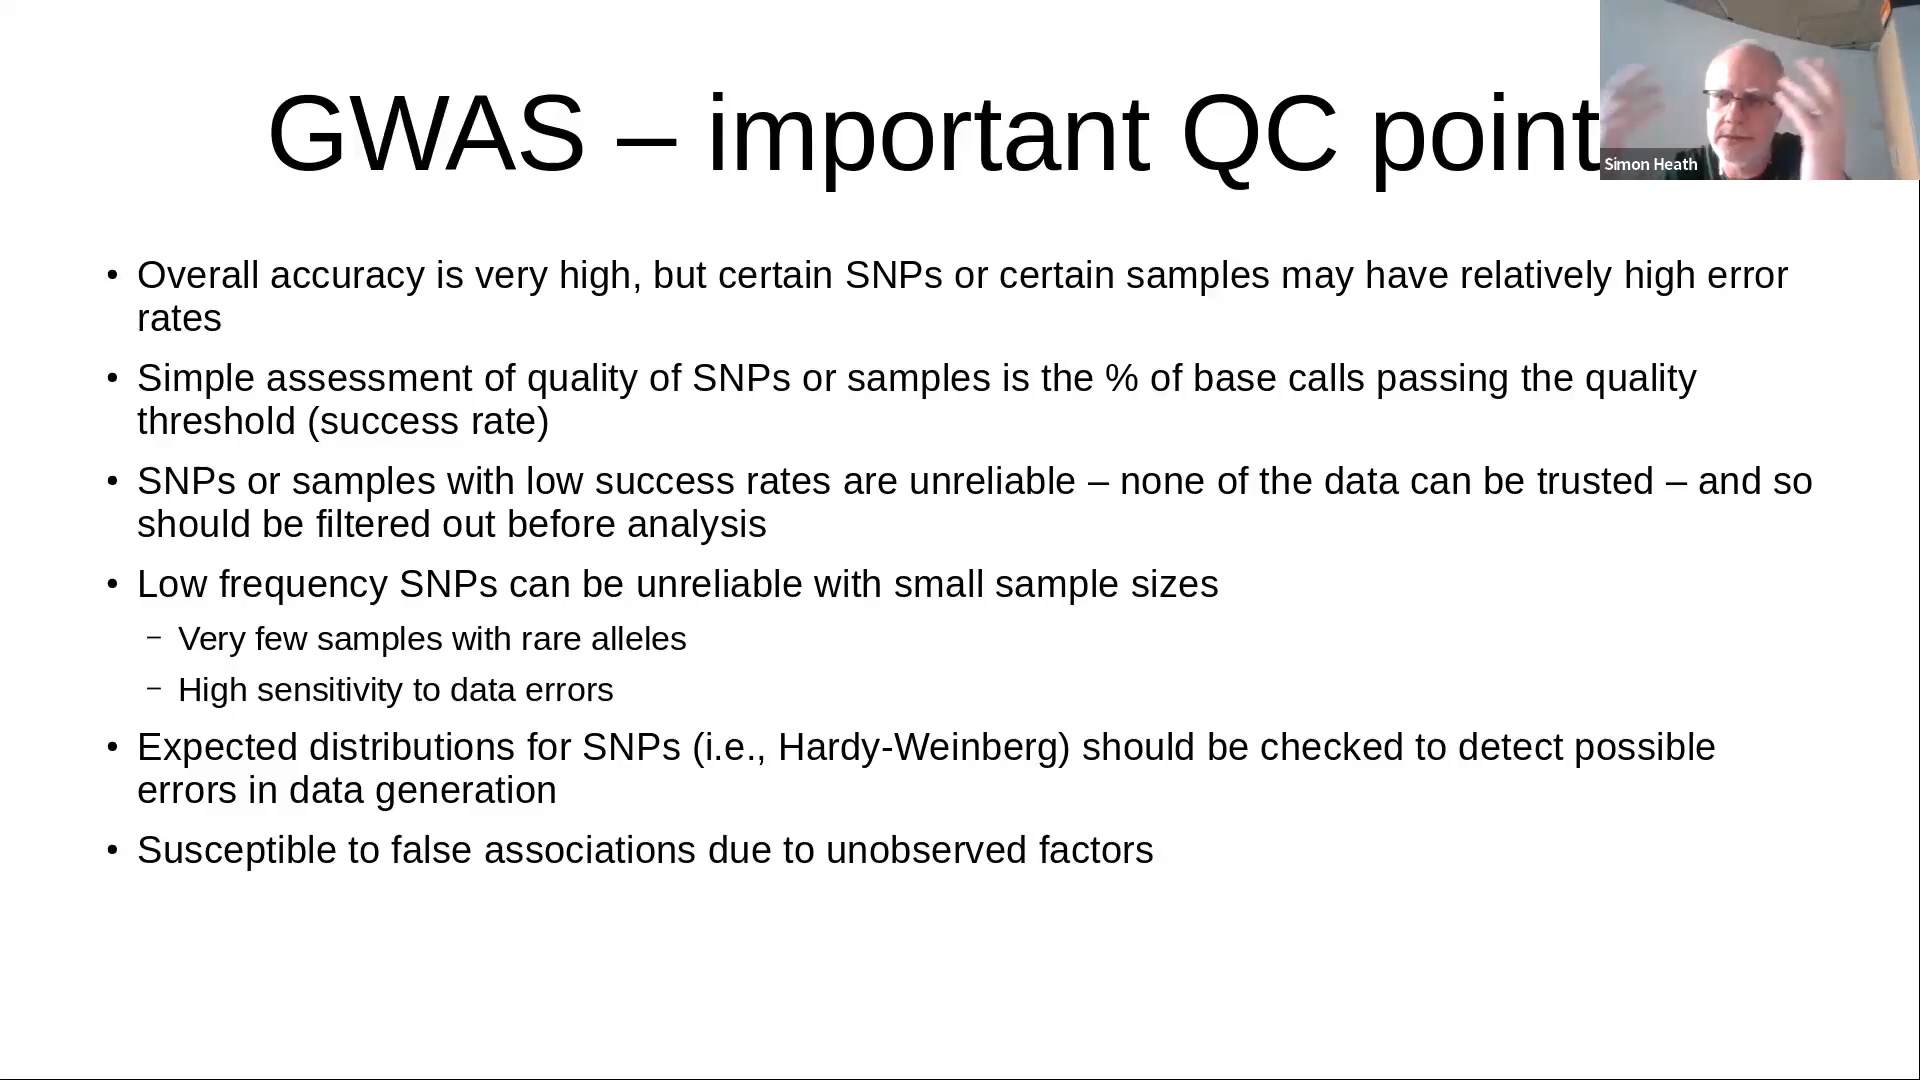 GWAS – important QC point
Simon Heath
• Overall accuracy is very high, but certain SNPs or certain samples may have relatively high error
rates
• Simple assessment of quality of SNPs or samples is the % of base calls passing the quality
threshold (success rate)
• SNPs or samples with low success rates are unreliable – none of the data can be trusted – and so
should be filtered out before analysis
• Low frequency SNPs can be unreliable with small sample sizes
– Very few samples with rare alleles
– High sensitivity to data errors
• Expected distributions for SNPs (i.e., Hardy-Weinberg) should be checked to detect possible
errors in data generation
• Susceptible to false associations due to unobserved factors